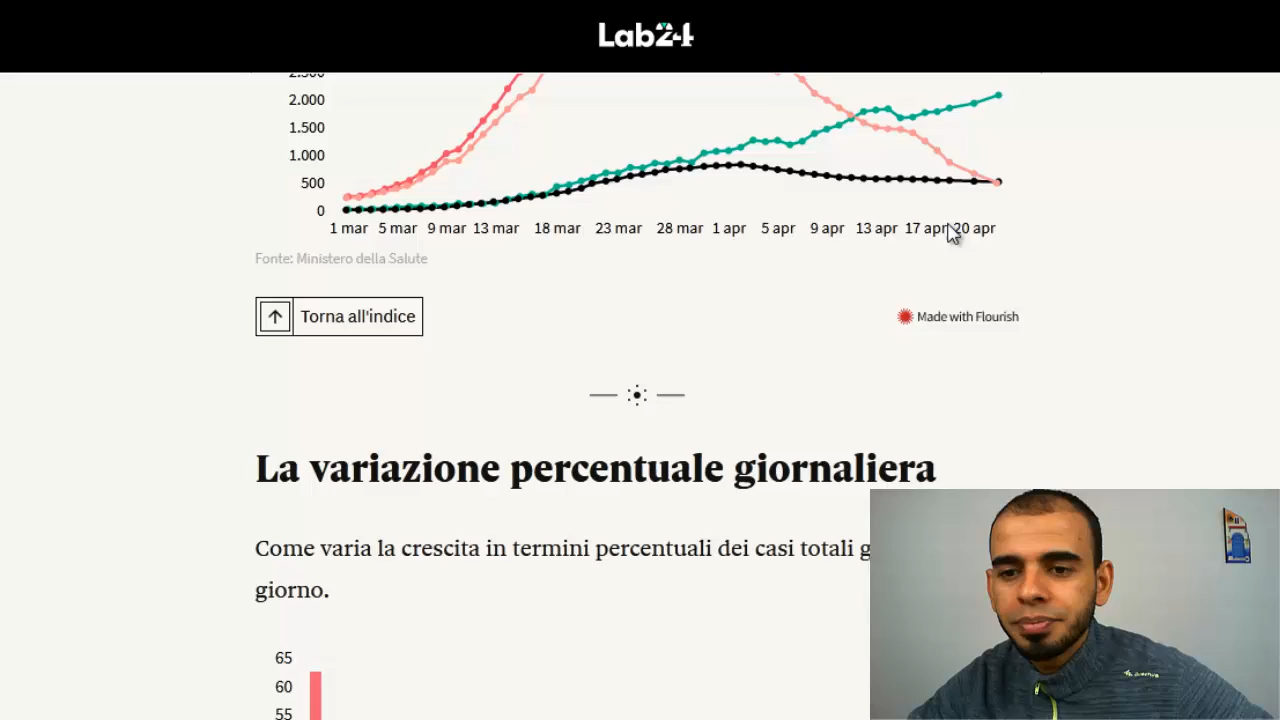 Lab24
2.500
2.000
1.500
1.000
500
0
1 mar 5 mar 9 mar 13 mar 18 mar 23 mar 28 mar 1 apr 5 apr 9 apr 13 apr 17 apr 20 apr
Fonte: Ministero della Salute
Torna all'indice
Made with Flourish
La variazione percentuale giornaliera
Come varia la crescita in termini percentuali dei casi totali g
giorno.
65
60
55